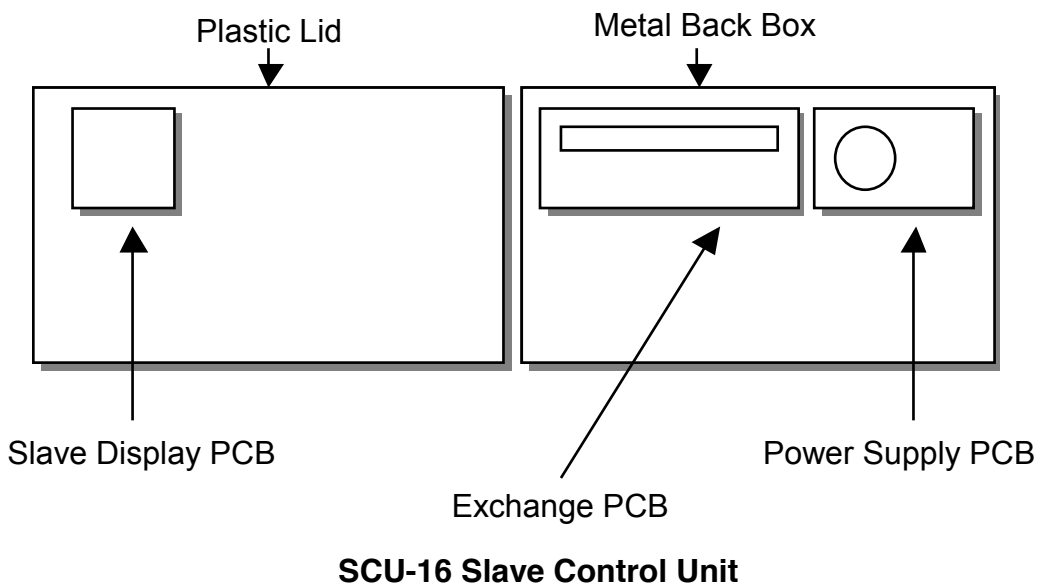 Plastic Lid
Metal Back Box
Slave Display PCB
Power Supply PCB
Exchange PCB
SCU-16 Slave Control Unit